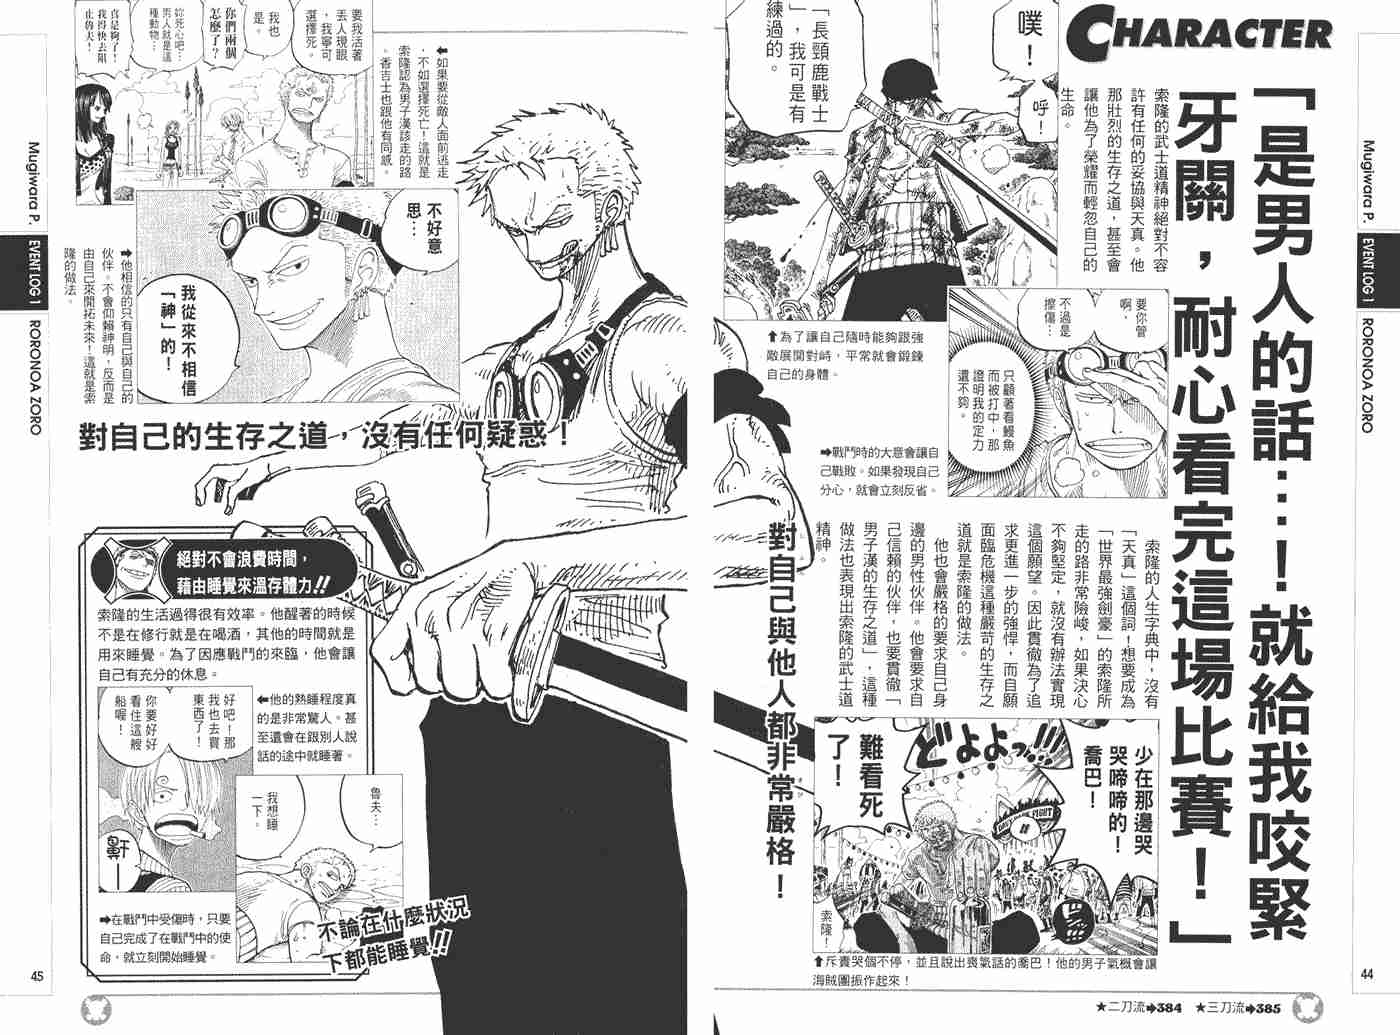 CHARACTER
「是男人的話…！就給我咬緊
牙關，耐心看完這場比賽！」
索隆的武士道精神絕對不容
許有任何的妥協與天真。他
那壯烈的生存之道，甚至會
讓他為了榮耀而輕忽自己的
生命。
噗！
呼！
「長頸鹿戰士
」，我可是有
練過的。
⬆為了讓自己隨時能夠跟強
敵展開對峙，平常就會鍛鍊
自己的身體。
要你管
啊，
不過是
擦傷…
只顧著看鰻魚
而被打中，那
證明我的定力
還不夠。
➡戰鬥時的大意會讓自
己戰敗。如果發現自己
分心，就會立刻反省。
索隆的人生字典中，沒有
「天真」這個詞！想要成為
「世界最強劍豪」的索隆所
走的路非常險峻，如果決心
不夠堅定，就沒有辦法實現
這個願望。因此貫徹為了追
求更進一步的強悍，而自願
面臨危機這種嚴苛的生存之
道就是索隆的做法。
他也會嚴格的要求自己身
邊的男性伙伴。他會要求自
己信賴的伙伴，也要貫徹「
男子漢的生存之道」，這種
做法也表現出索隆的武士道
精神。
對自己與他人都非常嚴格！
少在那邊哭
哭啼啼的！
喬巴！
どよよっ!!!
難看死
了！
索隆！
⬆斥責哭個不停，並且說出喪氣話的喬巴！他的男子氣概會讓
海賊團振作起來！
★二刀流➡384 ★三刀流➡385
Mugiwara P.
EVENT LOG 1
RORONOA ZORO
44
要我活著
丟人現眼
，我寧可
選擇死。
我也
是。
你們兩個
怎麼了？
妳死心吧…
男人就是這
種動物…
真是夠了！
我得快去阻
止魯夫！
⬅如果要從敵人面前逃走
，不如選擇死亡！這就是
索隆認為男子漢該走的路
。香吉士也跟他有同感。
不好意
思…
我從來不相信
「神」的！
➡他相信的只有自己與自己的
伙伴。不會仰賴神明，反而是
由自己來開拓未來！這就是索
隆的做法。
對自己的生存之道，沒有任何疑惑！
絕對不會浪費時間，
藉由睡覺來溫存體力!!
索隆的生活過得很有效率。他醒著的時候
不是在修行就是在喝酒，其他的時間就是
用來睡覺。為了因應戰鬥的來臨，他會讓
自己有充分的休息。
好吧！那
我也去買
東西了！
你要好好
看住這艘
船喔！
鼾—
⬅他的熟睡程度真
的是非常驚人。甚
至還會在跟別人說
話的途中就睡著。
魯夫…
我想睡
一下。
➡在戰鬥中受傷時，只要
自己完成了在戰鬥中的使
命，就立刻開始睡覺。
不論在什麼狀況
下都能睡覺!!
Mugiwara P.
EVENT LOG 1
RORONOA ZORO
45